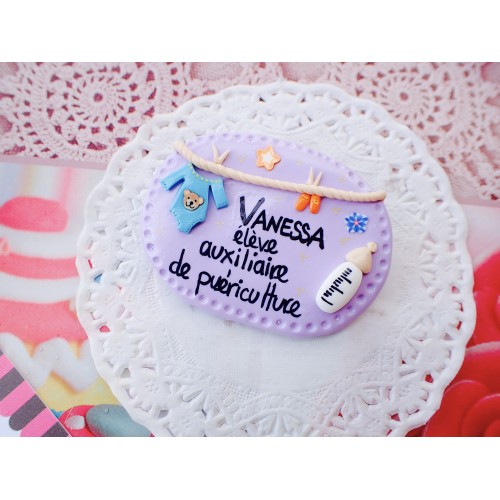 VANESSA
élève
auxiliaire
de puériculture